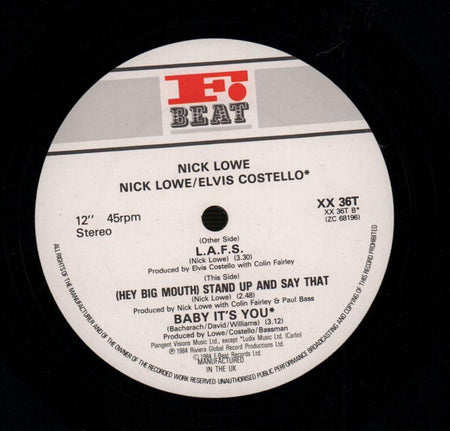 F.
BEAT
NICK LOWE
NICK LOWE/ELVIS COSTELLO*
12" 45rpm
Stereo
XX 36T
XX 36T B*
(ZC 68196)
(Other Side)
L.A.F.S.
(Nick Lowe) (3.30)
Produced by Elvis Costello with Colin Fairley
(This Side)
(HEY BIG MOUTH) STAND UP AND SAY THAT
(Nick Lowe) (2.48)
Produced by Nick Lowe with Colin Fairley & Paul Bass
BABY IT'S YOU*
(Bacharach/David/Williams) (3.12)
Produced by Lowe/Costello/Bassman
Plangent Visions Music Ltd., except *Ludix Music Ltd. (Carlin)
℗ 1984 Riviera Global Record Productions Ltd.
© 1984 F-Beat Records Ltd.
MANUFACTURED
IN THE UK
ALL RIGHTS OF THE MANUFACTURER AND OF THE OWNER OF THE RECORDED WORK RESERVED UNAUTHORISED PUBLIC PERFORMANCE BROADCASTING AND COPYING OF THIS RECORD PROHIBITED